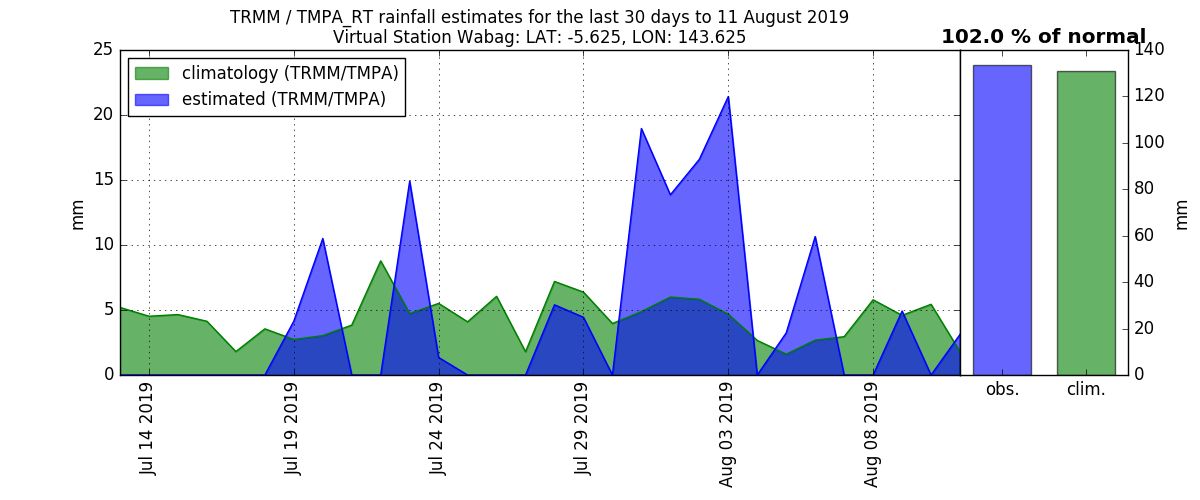 TRMM / TMPA_RT rainfall estimates for the last 30 days to 11 August 2019
Virtual Station Wabag: LAT: -5.625, LON: 143.625
102.0 % of normal
climatology (TRMM/TMPA)
estimated (TRMM/TMPA)
25
20
15
10
5
0
mm
Jul 14 2019
Jul 19 2019
Jul 24 2019
Jul 29 2019
Aug 03 2019
Aug 08 2019
140
120
100
80
60
40
20
0
mm
obs.
clim.